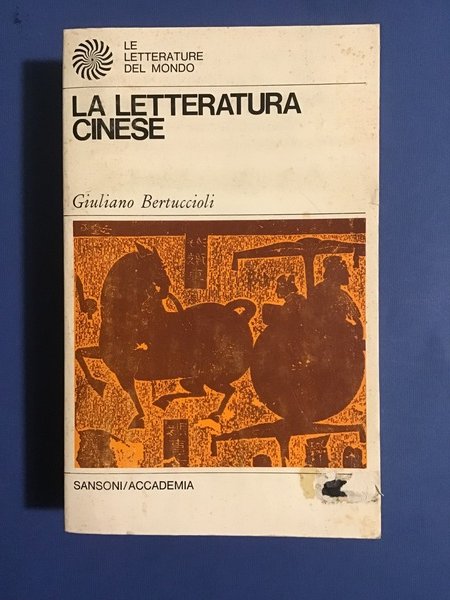 LE
LETTERATURE
DEL MONDO
LA LETTERATURA
CINESE
Giuliano Bertuccioli
SANSONI/ACCADEMIA